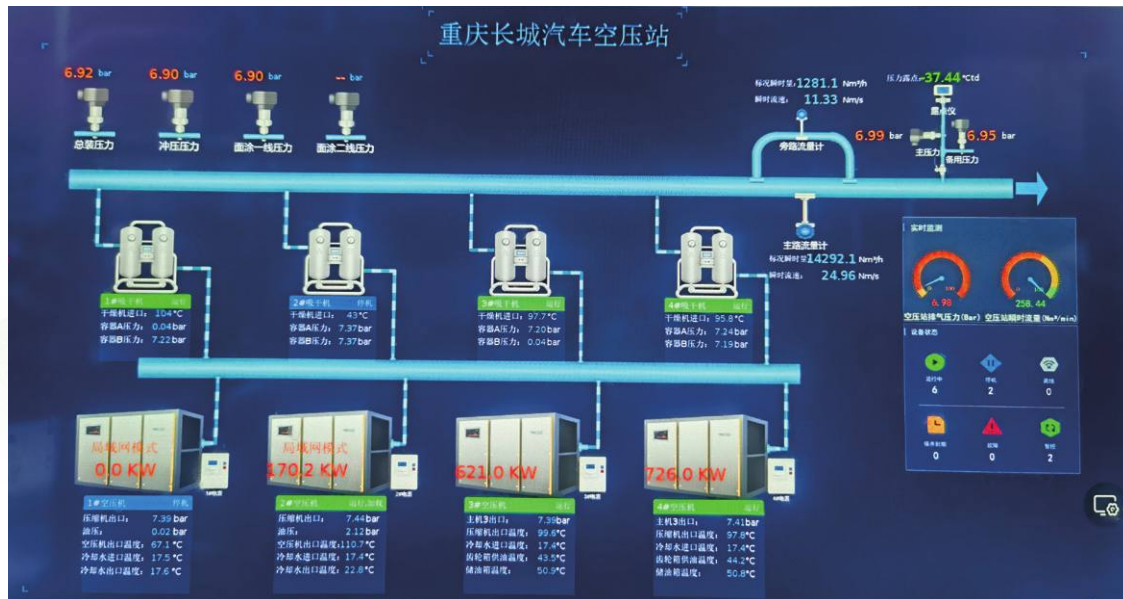 重庆长城汽车空压站
6.92 bar
6.90 bar
6.90 bar
-- bar
总装压力
冲压压力
面涂一线压力
面涂二线压力
标况瞬时量: 1281.1 Nm³/h
瞬时流速: 11.33 Nm/s
旁路流量计
压力露点: -37.44 °Ctd
露点仪
6.99 bar
主压力
6.95 bar
备用压力
主路流量计
标况瞬时量: 14292.1 Nm³/h
瞬时流速: 24.96 Nm/s
1#吸干机 运行
干燥机进口: 104 °C
容器A压力: 0.04 bar
容器B压力: 7.22 bar
2#吸干机 停机
干燥机进口: 43 °C
容器A压力: 7.37 bar
容器B压力: 7.37 bar
3#吸干机 运行
干燥机进口: 97.7 °C
容器A压力: 7.20 bar
容器B压力: 0.04 bar
4#吸干机 运行
干燥机进口: 95.8 °C
容器A压力: 7.24 bar
容器B压力: 7.19 bar
实时监测
0 100
6.98
空压站排气压力(Bar)
258.44
空压站瞬时流量(Nm³/min)
设备状态
运行中
6
停机
2
离线
0
保养到期
0
故障
0
智控
2
局域网模式
0.0 KW
1#电表
局域网模式
170.2 KW
2#电表
621.0 KW
3#电表
726.0 KW
4#电表
1#空压机 停机
压缩机出口: 7.39 bar
油压: 0.02 bar
空压机出口温度: 67.1 °C
冷却水进口温度: 17.5 °C
冷却水出口温度: 17.6 °C
2#空压机 运行,加载
压缩机出口: 7.44 bar
油压: 2.12 bar
空压机出口温度: 110.7 °C
冷却水进口温度: 17.4 °C
冷却水出口温度: 22.8 °C
3#空压机 运行
主机3出口: 7.39 bar
压缩机出口温度: 99.6 °C
冷却水进口温度: 17.4 °C
齿轮箱供油温度: 43.5 °C
储油箱温度: 50.9 °C
4#空压机 运行
主机3出口: 7.41 bar
压缩机出口温度: 97.8 °C
冷却水进口温度: 17.4 °C
齿轮箱供油温度: 44.2 °C
储油箱温度: 50.8 °C